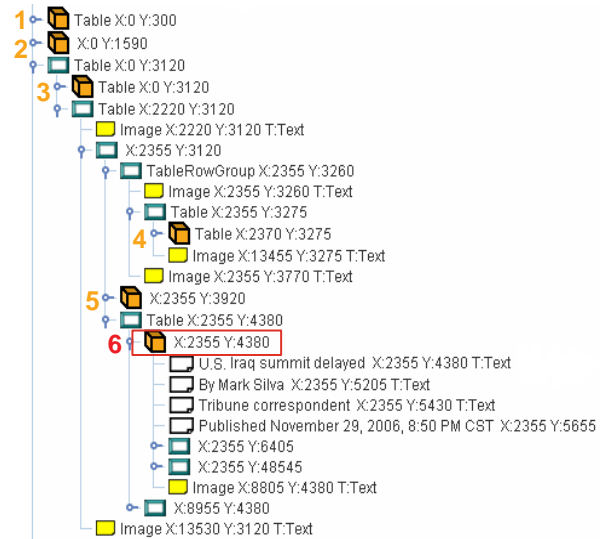 1 Table X:0 Y:300
2 X:0 Y:1590
Table X:0 Y:3120
3 Table X:0 Y:3120
Table X:2220 Y:3120
Image X:2220 Y:3120 T:Text
X:2355 Y:3120
TableRowGroup X:2355 Y:3260
Image X:2355 Y:3260 T:Text
Table X:2355 Y:3275
4 Table X:2370 Y:3275
Image X:13455 Y:3275 T:Text
Image X:2355 Y:3770 T:Text
5 X:2355 Y:3920
Table X:2355 Y:4380
6 X:2355 Y:4380
U.S. Iraq summit delayed X:2355 Y:4380 T:Text
By Mark Silva X:2355 Y:5205 T:Text
Tribune correspondent X:2355 Y:5430 T:Text
Published November 29, 2006, 8:50 PM CST X:2355 Y:5655
X:2355 Y:6405
X:2355 Y:48545
Image X:8805 Y:4380 T:Text
X:8955 Y:4380
Image X:13530 Y:3120 T:Text